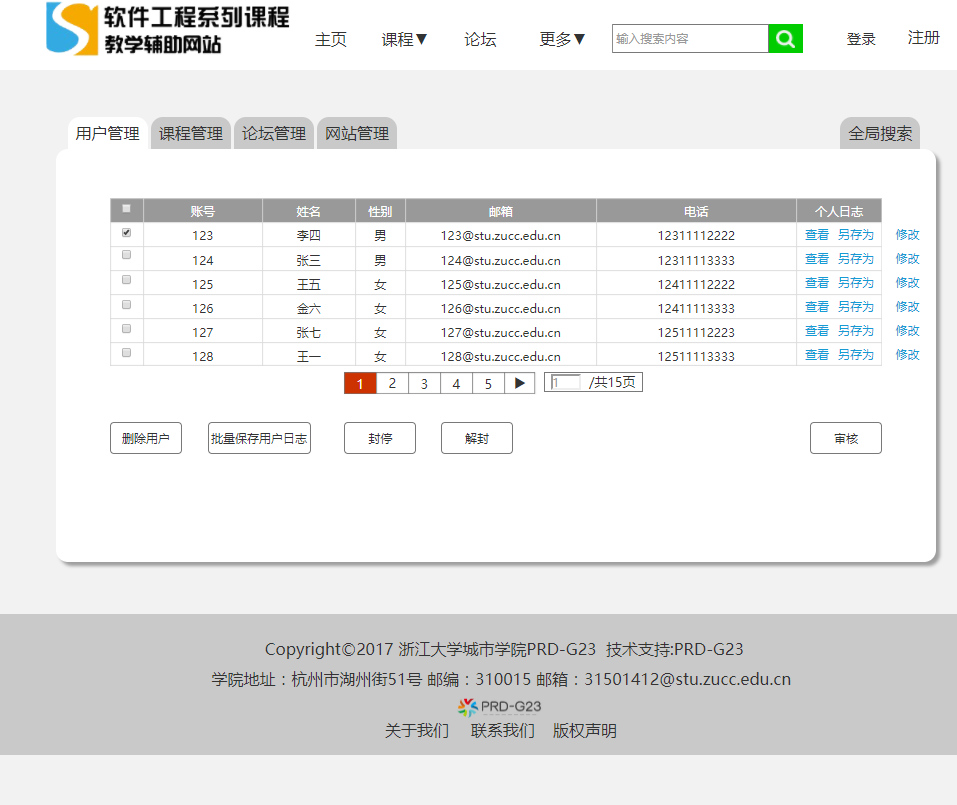 软件工程系列课程
教学辅助网站
主页 课程▼ 论坛 更多▼ 输入搜索内容 登录 注册
用户管理 课程管理 论坛管理 网站管理 全局搜索
账号 姓名 性别 邮箱 电话 个人日志
123 李四 男 123@stu.zucc.edu.cn 12311112222 查看 另存为 修改
124 张三 男 124@stu.zucc.edu.cn 12311113333 查看 另存为 修改
125 王五 女 125@stu.zucc.edu.cn 12411112222 查看 另存为 修改
126 金六 女 126@stu.zucc.edu.cn 12411113333 查看 另存为 修改
127 张七 女 127@stu.zucc.edu.cn 12511112223 查看 另存为 修改
128 王一 女 128@stu.zucc.edu.cn 12511113333 查看 另存为 修改
1 2 3 4 5 ▶ 1 /共15页
删除用户 批量保存用户日志 封停 解封 审核
Copyright©2017 浙江大学城市学院PRD-G23 技术支持:PRD-G23
学院地址：杭州市湖州街51号 邮编：310015 邮箱：31501412@stu.zucc.edu.cn
PRD-G23
关于我们 联系我们 版权声明